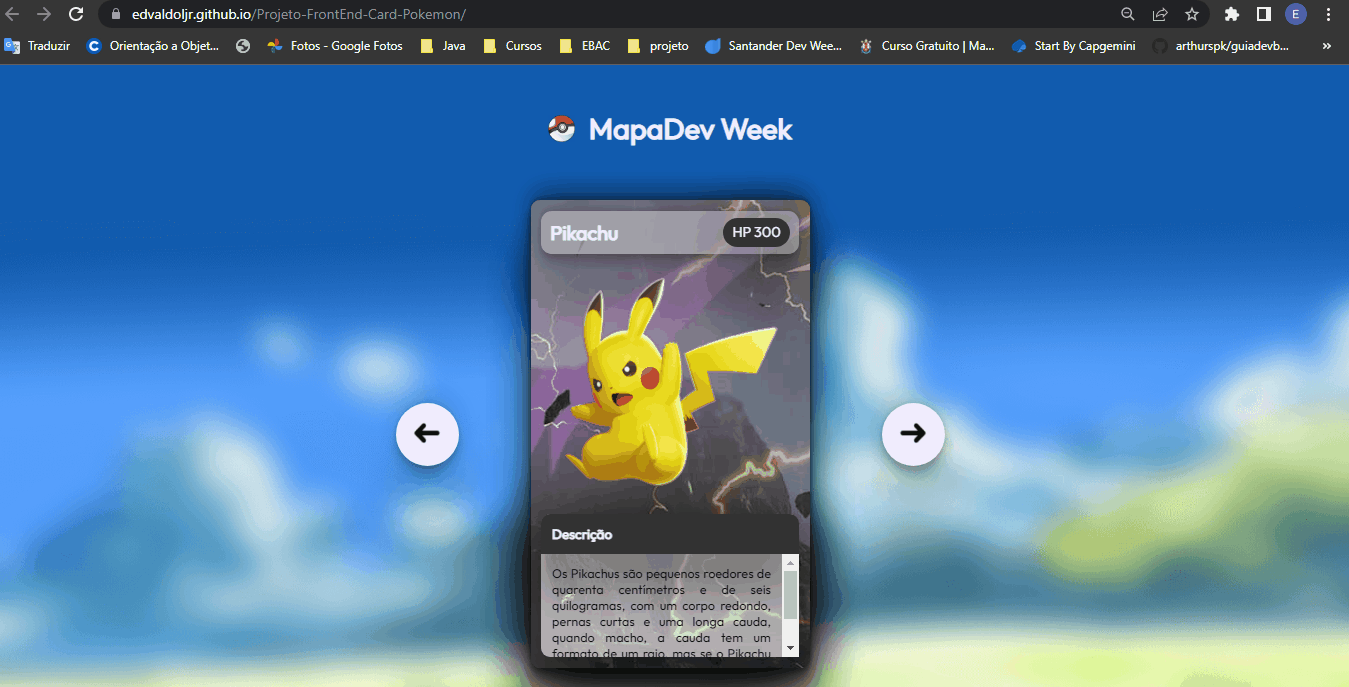 edvaldoljr.github.io/Projeto-FrontEnd-Card-Pokemon/
E
Traduzir
C
Orientação a Objet...
Fotos - Google Fotos
Java
Cursos
EBAC
projeto
Santander Dev Wee...
Curso Gratuito | Ma...
Start By Capgemini
arthurspk/guiadevb...
»
MapaDev Week
Pikachu
HP 300
Descrição
Os Pikachus são pequenos roedores de
quarenta centímetros e de seis
quilogramas, com um corpo redondo,
pernas curtas e uma longa cauda,
quando macho, a cauda tem um
formato de um raio, mas se o Pikachu